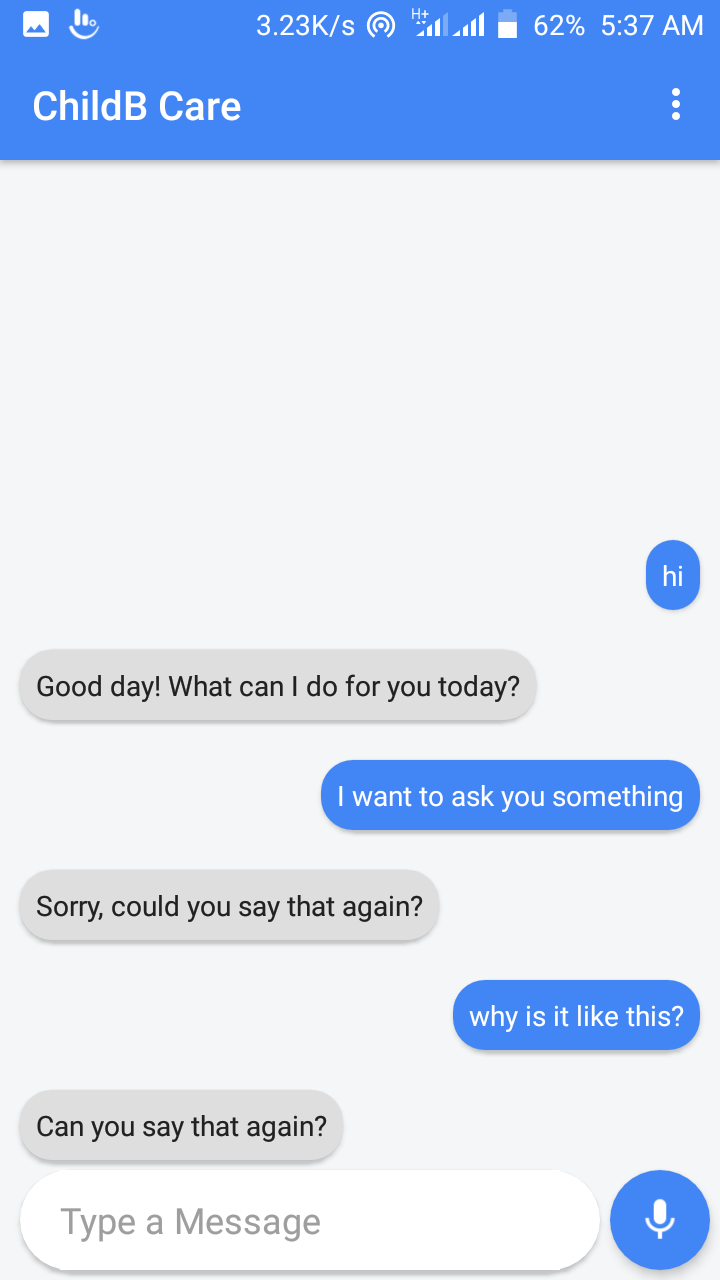 3.23K/s H+ 62% 5:37 AM
ChildB Care
hi
Good day! What can I do for you today?
I want to ask you something
Sorry, could you say that again?
why is it like this?
Can you say that again?
Type a Message